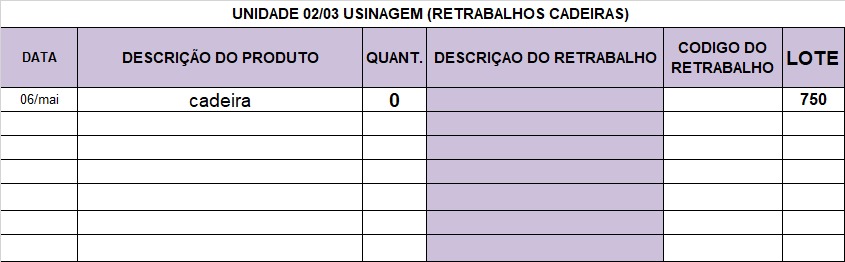 UNIDADE 02/03 USINAGEM (RETRABALHOS CADEIRAS)
DATA DESCRIÇÃO DO PRODUTO QUANT. DESCRIÇAO DO RETRABALHO CODIGO DO RETRABALHO LOTE
06/mai cadeira 0 750